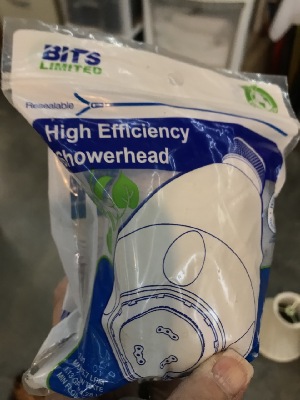 BITS
LIMITED
Resealable
High Efficiency
showerhead